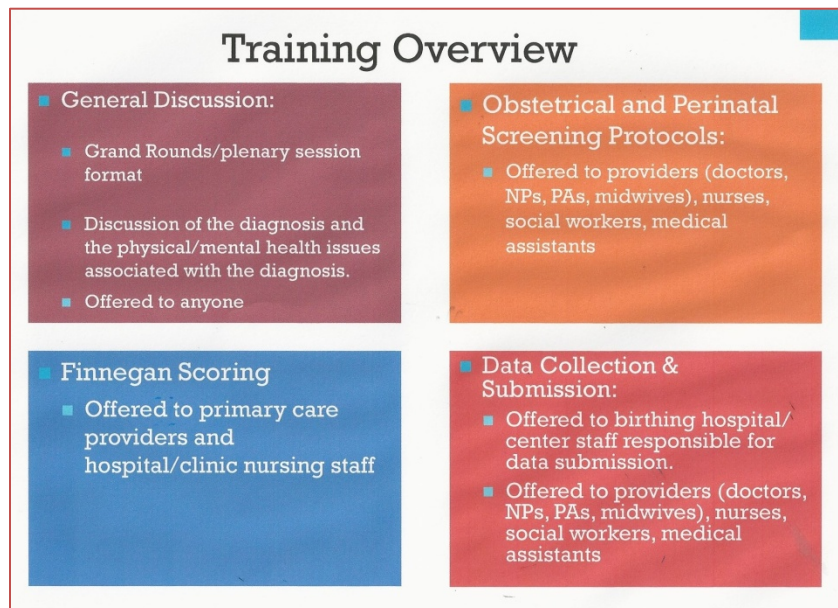 Training Overview
General Discussion:
Grand Rounds/plenary session
format
Discussion of the diagnosis and
the physical/mental health issues
associated with the diagnosis.
Offered to anyone
Obstetrical and Perinatal
Screening Protocols:
Offered to providers (doctors,
NPs, PAs, midwives), nurses,
social workers, medical
assistants
Finnegan Scoring
Offered to primary care
providers and
hospital/clinic nursing staff
Data Collection &
Submission:
Offered to birthing hospital/
center staff responsible for
data submission.
Offered to providers (doctors,
NPs, PAs, midwives), nurses,
social workers, medical
assistants